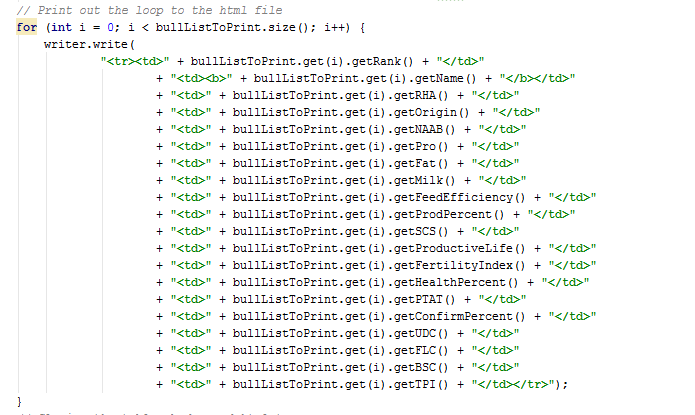 // Print out the loop to the html file
for (int i = 0; i < bullListToPrint.size(); i++) {
    writer.write(
            "<tr><td>" + bullListToPrint.get(i).getRank() + "</td>"
                    + "<td><b>" + bullListToPrint.get(i).getName() + "</b></td>"
                    + "<td>" + bullListToPrint.get(i).getRHA() + "</td>"
                    + "<td>" + bullListToPrint.get(i).getOrigin() + "</td>"
                    + "<td>" + bullListToPrint.get(i).getNAAB() + "</td>"
                    + "<td>" + bullListToPrint.get(i).getPro() + "</td>"
                    + "<td>" + bullListToPrint.get(i).getFat() + "</td>"
                    + "<td>" + bullListToPrint.get(i).getMilk() + "</td>"
                    + "<td>" + bullListToPrint.get(i).getFeedEfficiency() + "</td>"
                    + "<td>" + bullListToPrint.get(i).getProdPercent() + "</td>"
                    + "<td>" + bullListToPrint.get(i).getSCS() + "</td>"
                    + "<td>" + bullListToPrint.get(i).getProductiveLife() + "</td>"
                    + "<td>" + bullListToPrint.get(i).getFertilityIndex() + "</td>"
                    + "<td>" + bullListToPrint.get(i).getHealthPercent() + "</td>"
                    + "<td>" + bullListToPrint.get(i).getPTAT() + "</td>"
                    + "<td>" + bullListToPrint.get(i).getConfirmPercent() + "</td>"
                    + "<td>" + bullListToPrint.get(i).getUDC() + "</td>"
                    + "<td>" + bullListToPrint.get(i).getFLC() + "</td>"
                    + "<td>" + bullListToPrint.get(i).getBSC() + "</td>"
                    + "<td>" + bullListToPrint.get(i).getTPI() + "</td></tr>");
}